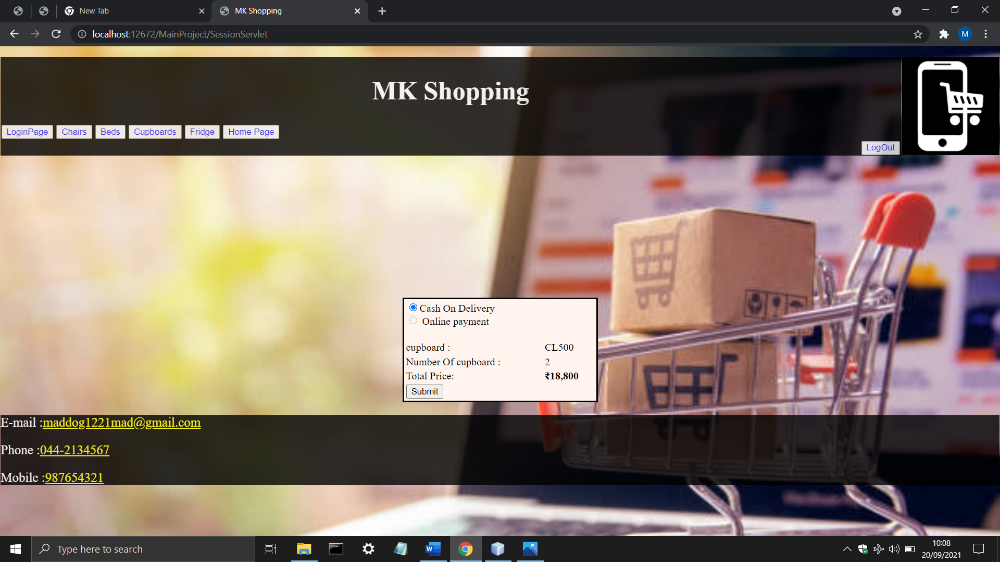 New Tab
MK Shopping
localhost:12672/MainProject/SessionServlet
M
MK Shopping
LoginPage Chairs Beds Cupboards Fridge Home Page
LogOut
Cash On Delivery
Online payment
cupboard : CL500
Number Of cupboard : 2
Total Price: ₹18,800
Submit
E-mail :maddog1221mad@gmail.com
Phone :044-2134567
Mobile :987654321
Type here to search
W
10:08
20/09/2021